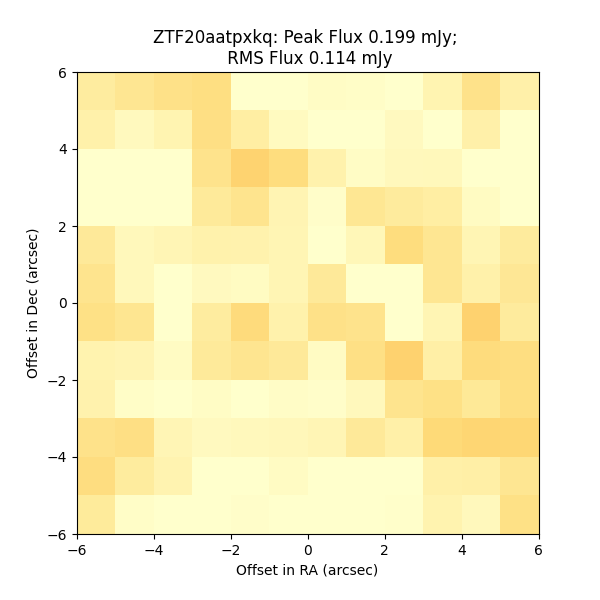 ZTF20aatpxkq: Peak Flux 0.199 mJy;
RMS Flux 0.114 mJy
6
4
2
0
−2
−4
−6
Offset in Dec (arcsec)
−6 −4 −2 0 2 4 6
Offset in RA (arcsec)